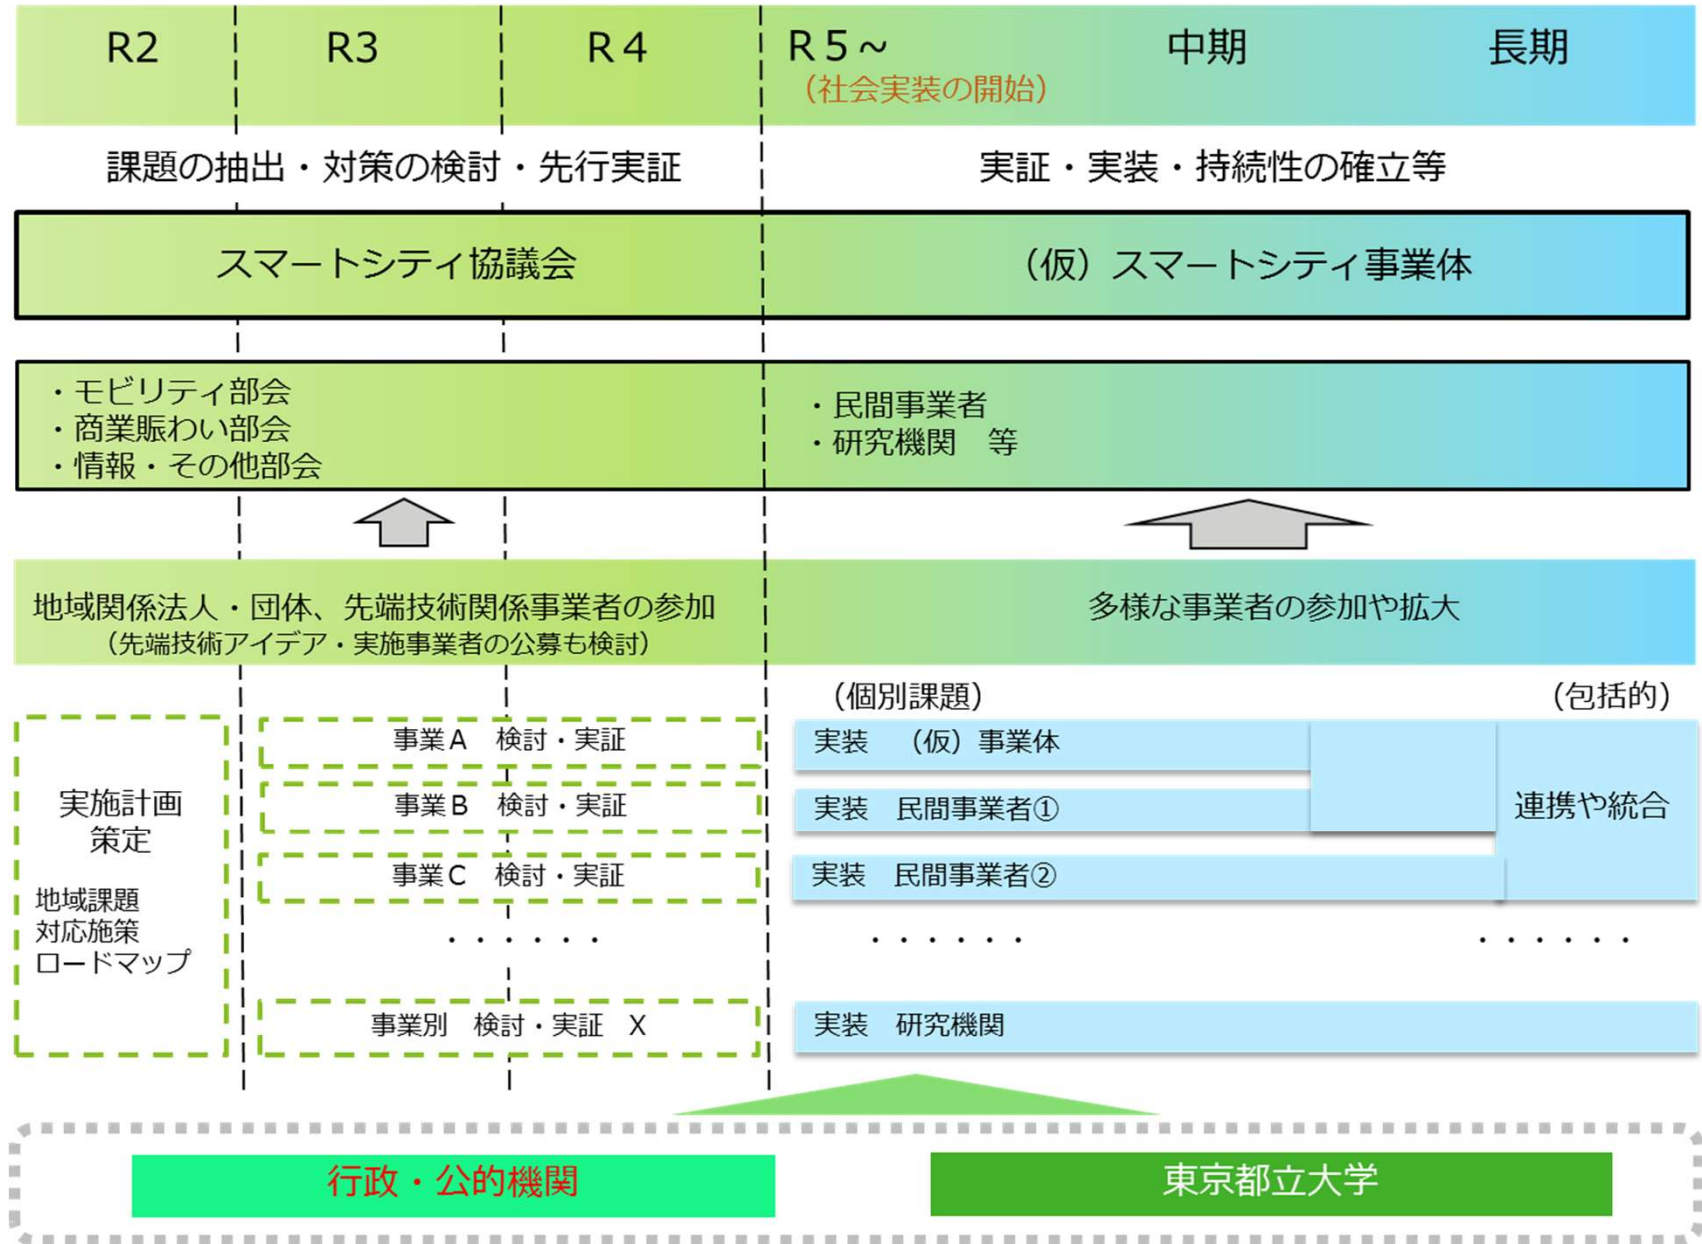 R2 R3 R４ R５～ 中期 長期
（社会実装の開始）
課題の抽出・対策の検討・先行実証 実証・実装・持続性の確立等
スマートシティ協議会 （仮）スマートシティ事業体
・モビリティ部会
・商業賑わい部会
・情報・その他部会
・民間事業者
・研究機関　等
地域関係法人・団体、先端技術関係事業者の参加
（先端技術アイデア・実施事業者の公募も検討）
多様な事業者の参加や拡大
（個別課題） （包括的）
実施計画
策定
地域課題
対応施策
ロードマップ
事業Ａ　検討・実証
事業Ｂ　検討・実証
事業Ｃ　検討・実証
・・・・・・
事業別　検討・実証　X
実装　（仮）事業体
実装　民間事業者①
実装　民間事業者②
・・・・・・
実装　研究機関
連携や統合
・・・・・・
行政・公的機関 東京都立大学